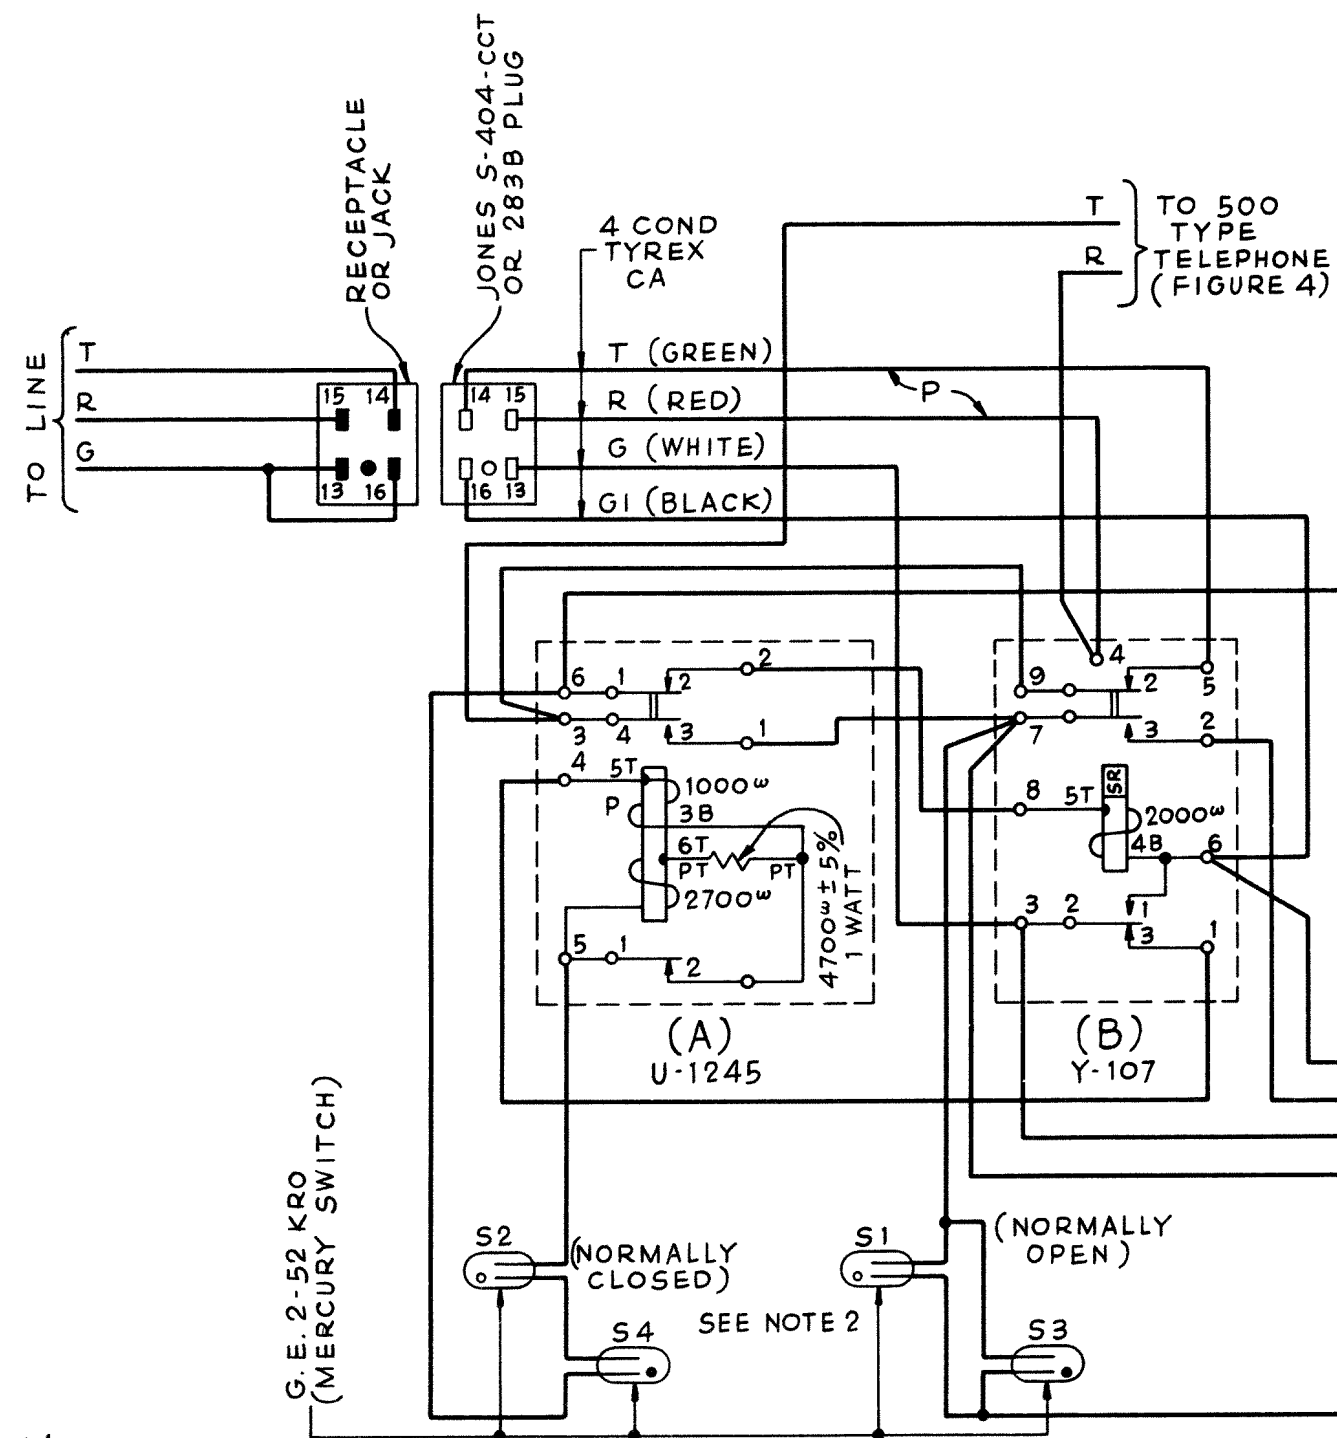 RECEPTACLE
OR JACK
JONES S-404-CCT
OR 283B PLUG
4 COND
TYREX
CA
T
R
TO 500
TYPE
TELEPHONE
(FIGURE 4)
TO LINE
T
R
G
15 14
13 16
14 15
16 13
T (GREEN)
R (RED)
G (WHITE)
G1 (BLACK)
P
6 1 2 2
3 4 3 1
4 5T 1000ω
P 3B
6T
PT PT
2700ω
4700ω ± 5%
1 WATT
5 1 2
(A)
U-1245
4
9 2 5
7 3 2
8 5T SR 2000ω
4B 6
3 2 1
3 1
(B)
Y-107
G.E. 2-52 KRO
(MERCURY SWITCH)
S2
(NORMALLY
CLOSED)
S4
S1
(NORMALLY
OPEN)
SEE NOTE 2
S3